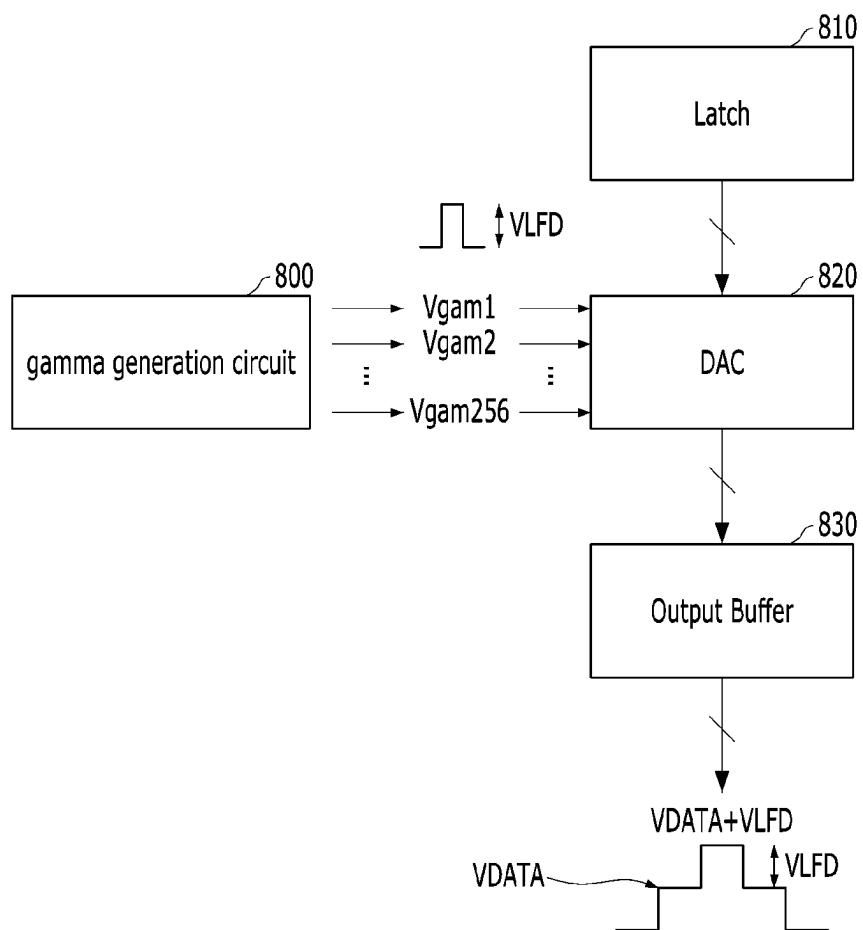 810
Latch
VLFD
800
820
gamma generation circuit
Vgam1
Vgam2
Vgam256
DAC
830
Output Buffer
VDATA+VLFD
VDATA
VLFD